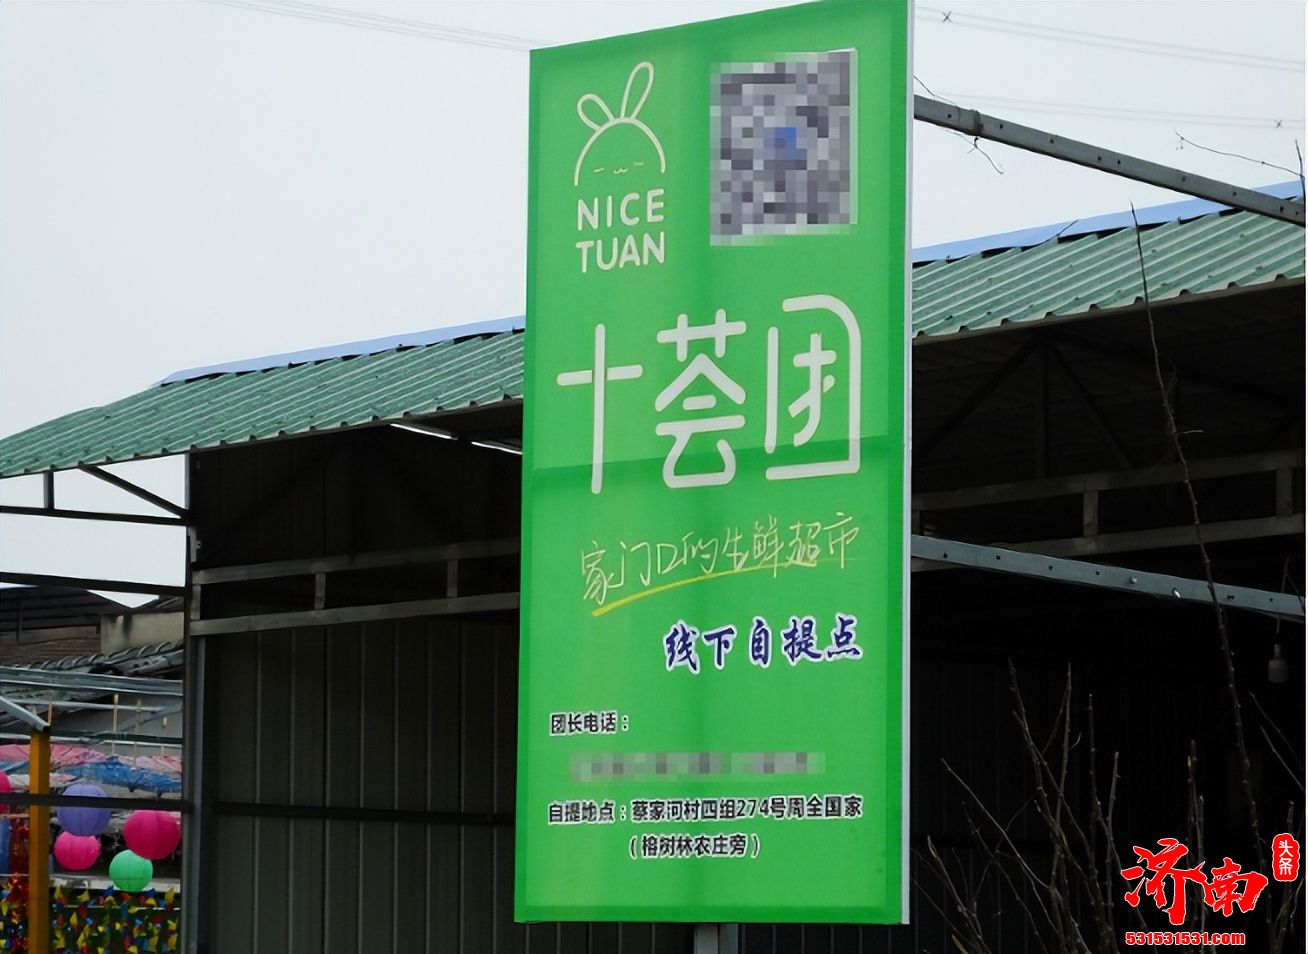 NICE
TUAN
十荟团
家门口的生鲜超市
线下自提点
团长电话：
自提地点：蔡家河村四组274号周全国家
（榕树林农庄旁）
济南
头条
531531531.com